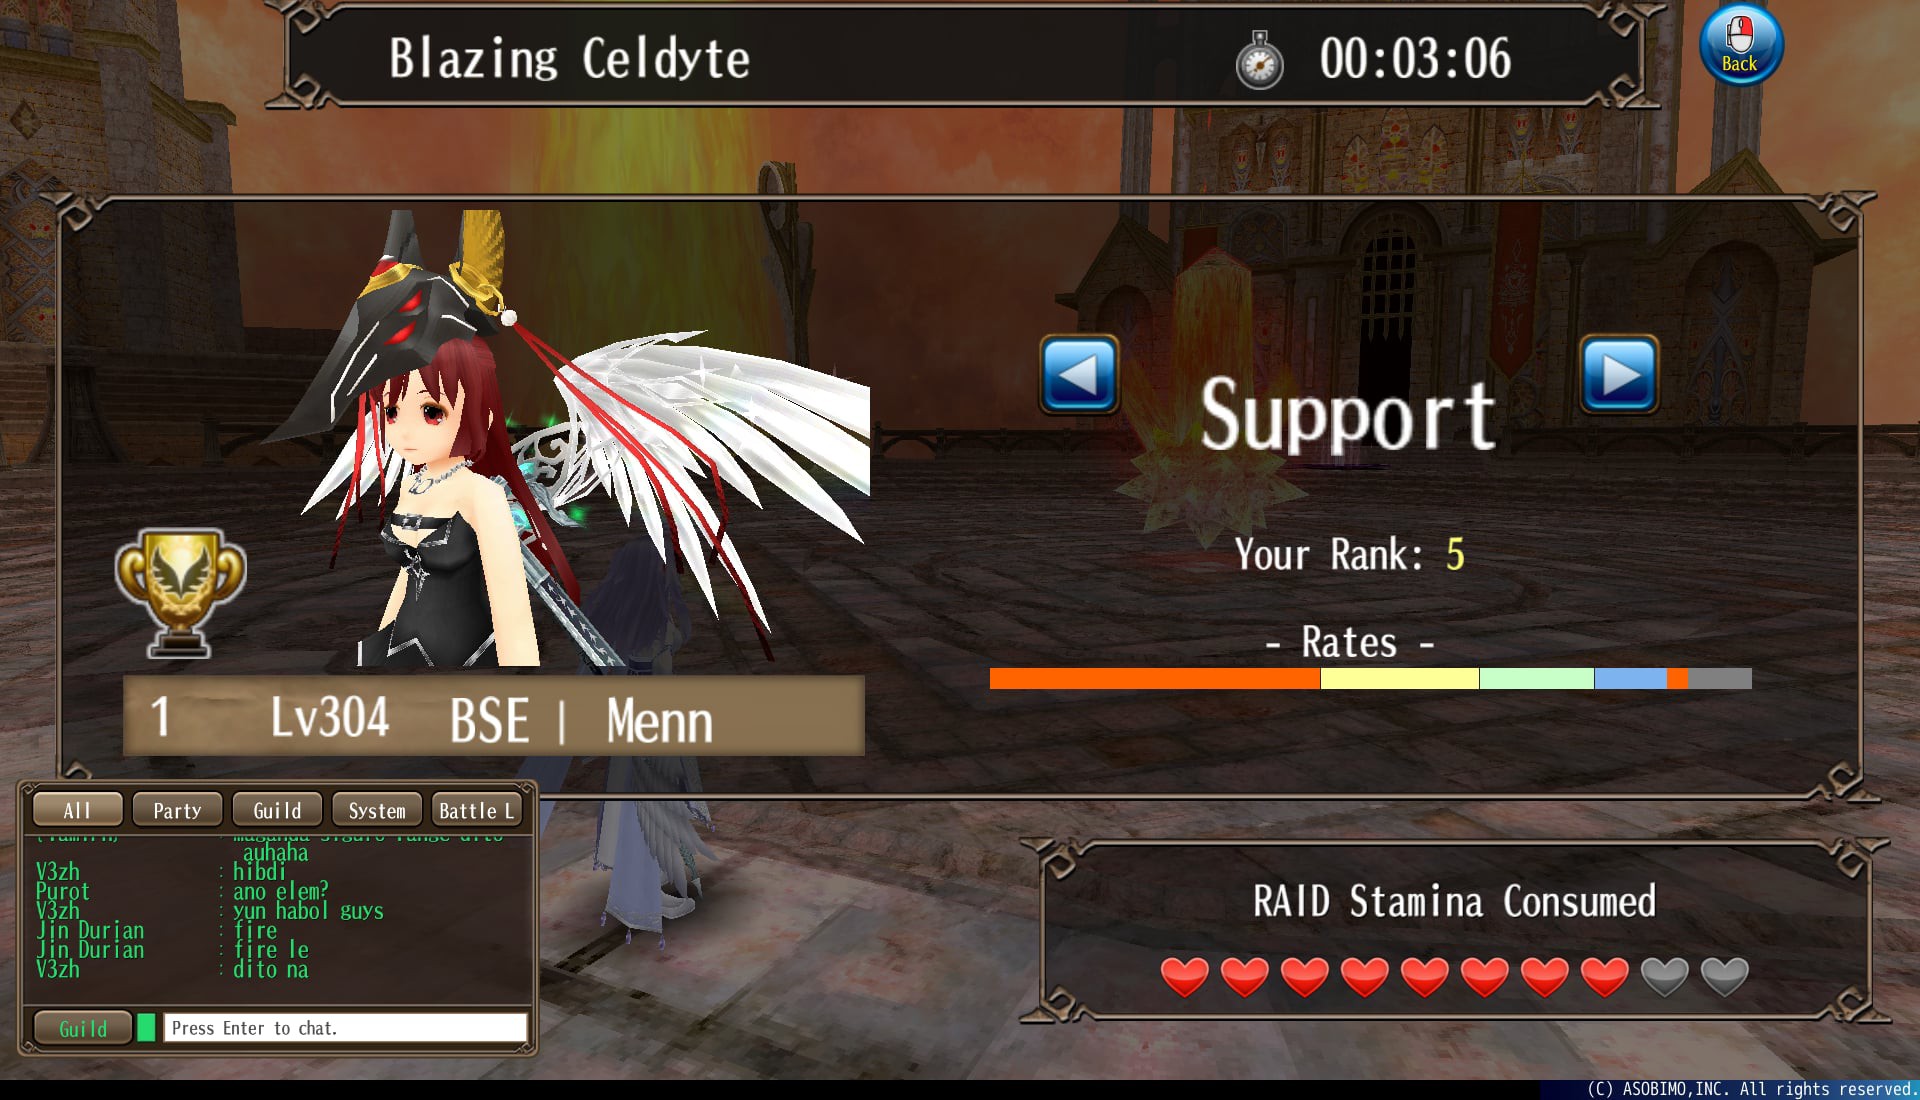 Blazing Celdyte
00:03:06
Back
Support
Your Rank: 5
- Rates -
1 Lv304 BSE | Menn
All Party Guild System Battle L
auhaha
V3zh : hibdi
Purot : ano elem?
V3zh : yun habol guys
Jin Durian : fire
Jin Durian : fire le
V3zh : dito na
Guild Press Enter to chat.
RAID Stamina Consumed
(C) ASOBIMO,INC. All rights reserved.